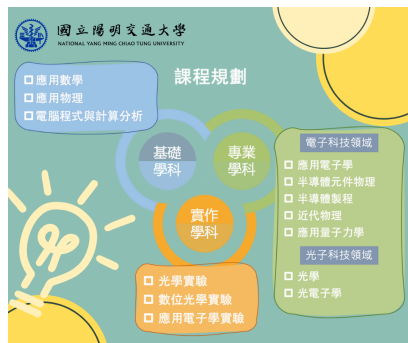 國立陽明交通大學
NATIONAL YANG MING CHIAO TUNG UNIVERSITY
課程規劃
應用數學
應用物理
電腦程式與計算分析
基礎
學科
專業
學科
實作
學科
電子科技領域
應用電子學
半導體元件物理
半導體製程
近代物理
應用量子力學
光子科技領域
光學
光電子學
光學實驗
數位光學實驗
應用電子學實驗